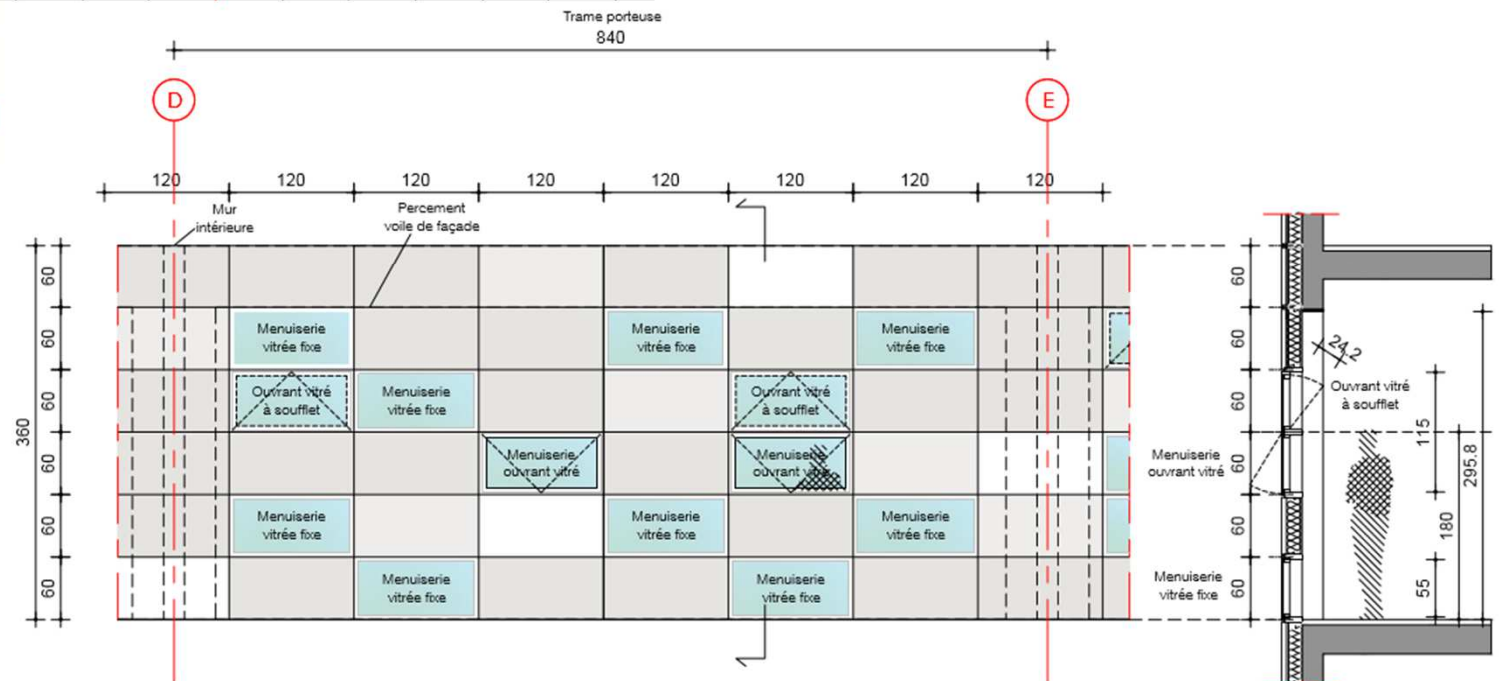 Trame porteuse
840
D
E
120 120 120 120 120 120 120 120
Mur
intérieure
Percement
voile de façade
60
60
60
60
60
60
360
Menuiserie
vitrée fixe
Menuiserie
vitrée fixe
Menuiserie
vitrée fixe
Ouvrant vitré
à soufflet
Menuiserie
vitrée fixe
Ouvrant vitré
à soufflet
Menuiserie
ouvrant vitré
Menuiserie
ouvrant vitré
Menuiserie
vitrée fixe
Menuiserie
vitrée fixe
Menuiserie
vitrée fixe
Menuiserie
vitrée fixe
Menuiserie
vitrée fixe
60
60
60
60
60
60
24,2
Ouvrant vitré
à soufflet
Menuiserie
ouvrant vitré
Menuiserie
vitrée fixe
115
55
180
295.8